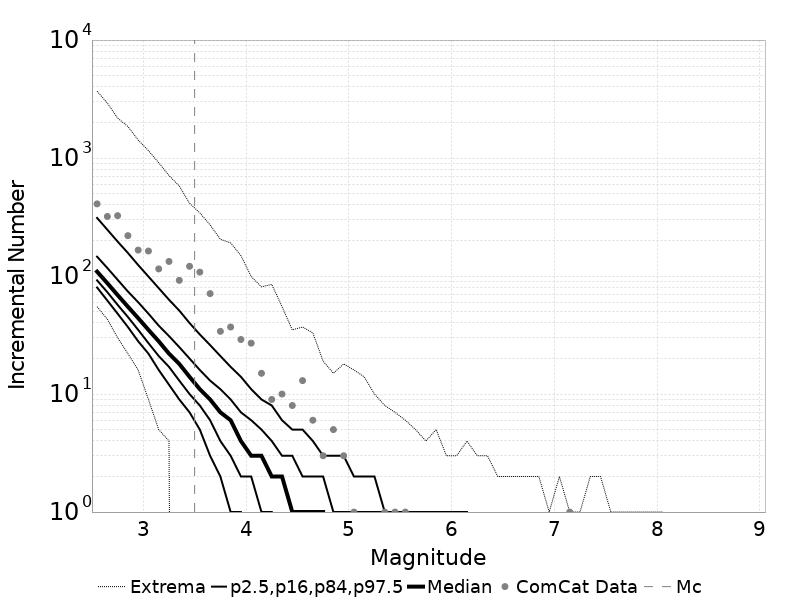 10^4
10^3
10^2
10^1
10^0
Incremental Number
3 4 5 6 7 8 9
Magnitude
Extrema p2.5,p16,p84,p97.5 Median ComCat Data Mc